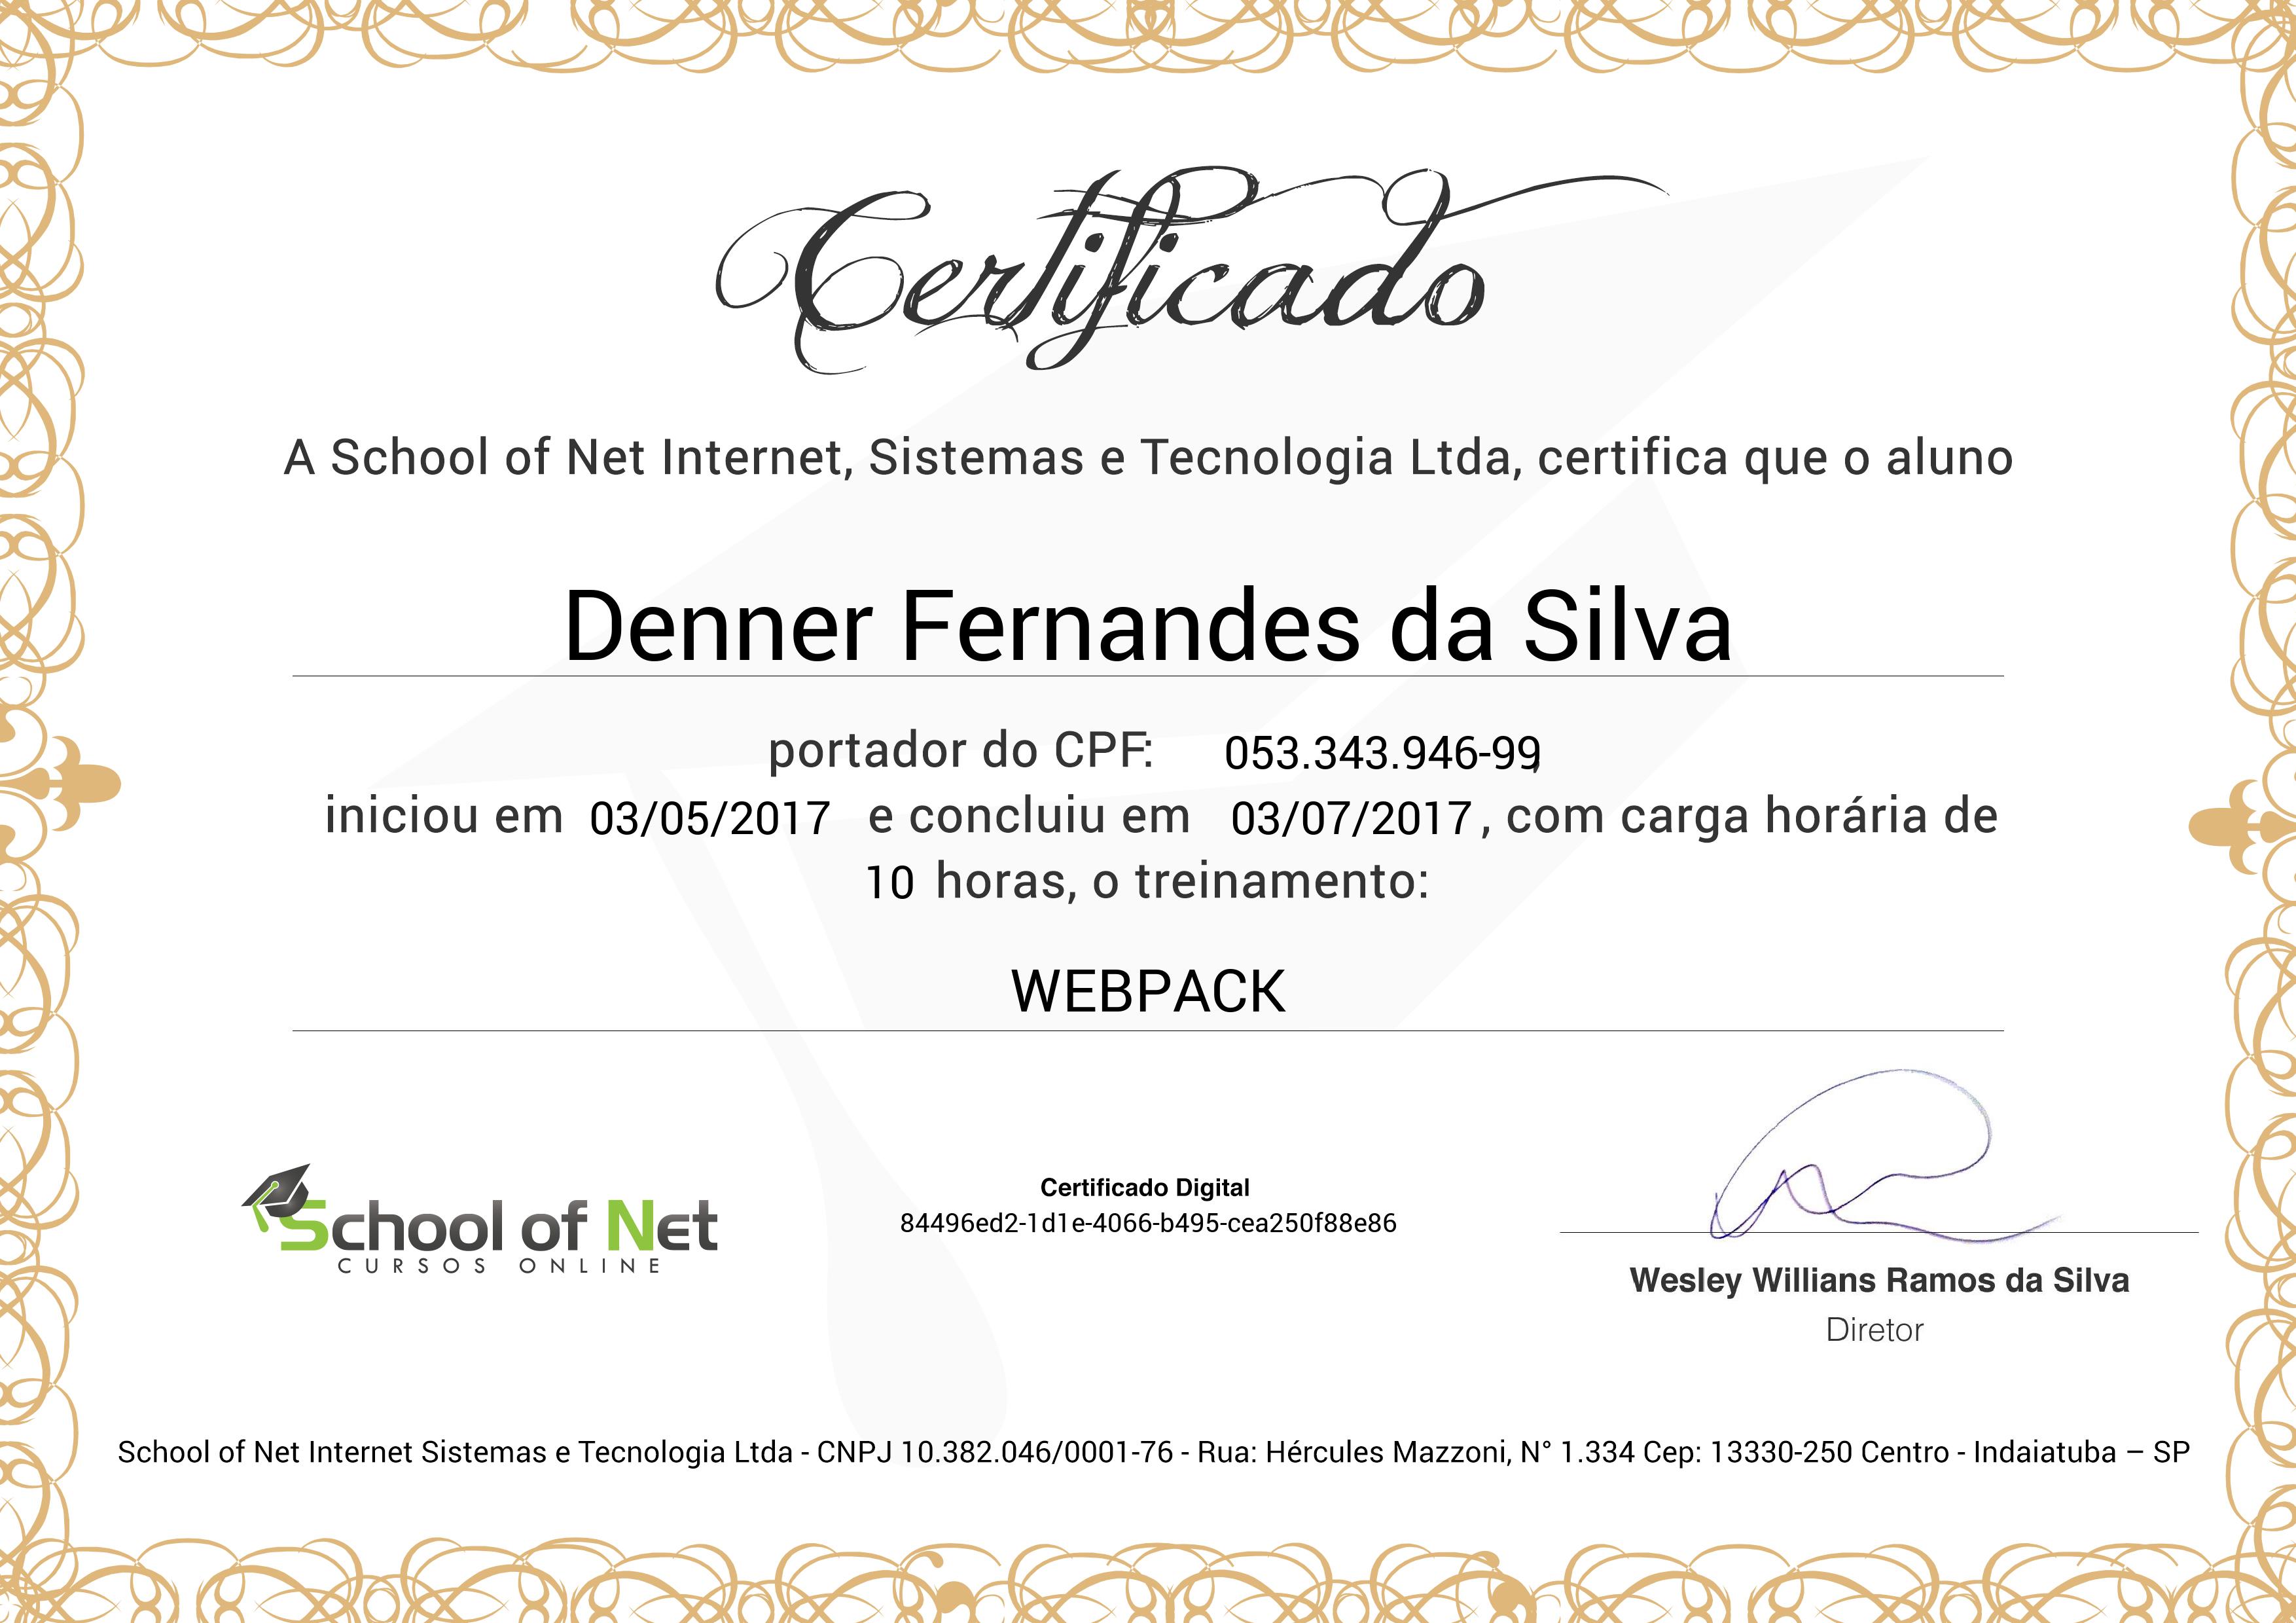 Certificado
A School of Net Internet, Sistemas e Tecnologia Ltda, certifica que o aluno
Denner Fernandes da Silva
portador do CPF: 053.343.946-99,
iniciou em 03/05/2017 e concluiu em 03/07/2017, com carga horária de
10 horas, o treinamento:
WEBPACK
School of Net
CURSOS ONLINE
Certificado Digital
84496ed2-1d1e-4066-b495-cea250f88e86
Wesley Willians Ramos da Silva
Diretor
School of Net Internet Sistemas e Tecnologia Ltda - CNPJ 10.382.046/0001-76 - Rua: Hércules Mazzoni, N° 1.334 Cep: 13330-250 Centro - Indaiatuba – SP